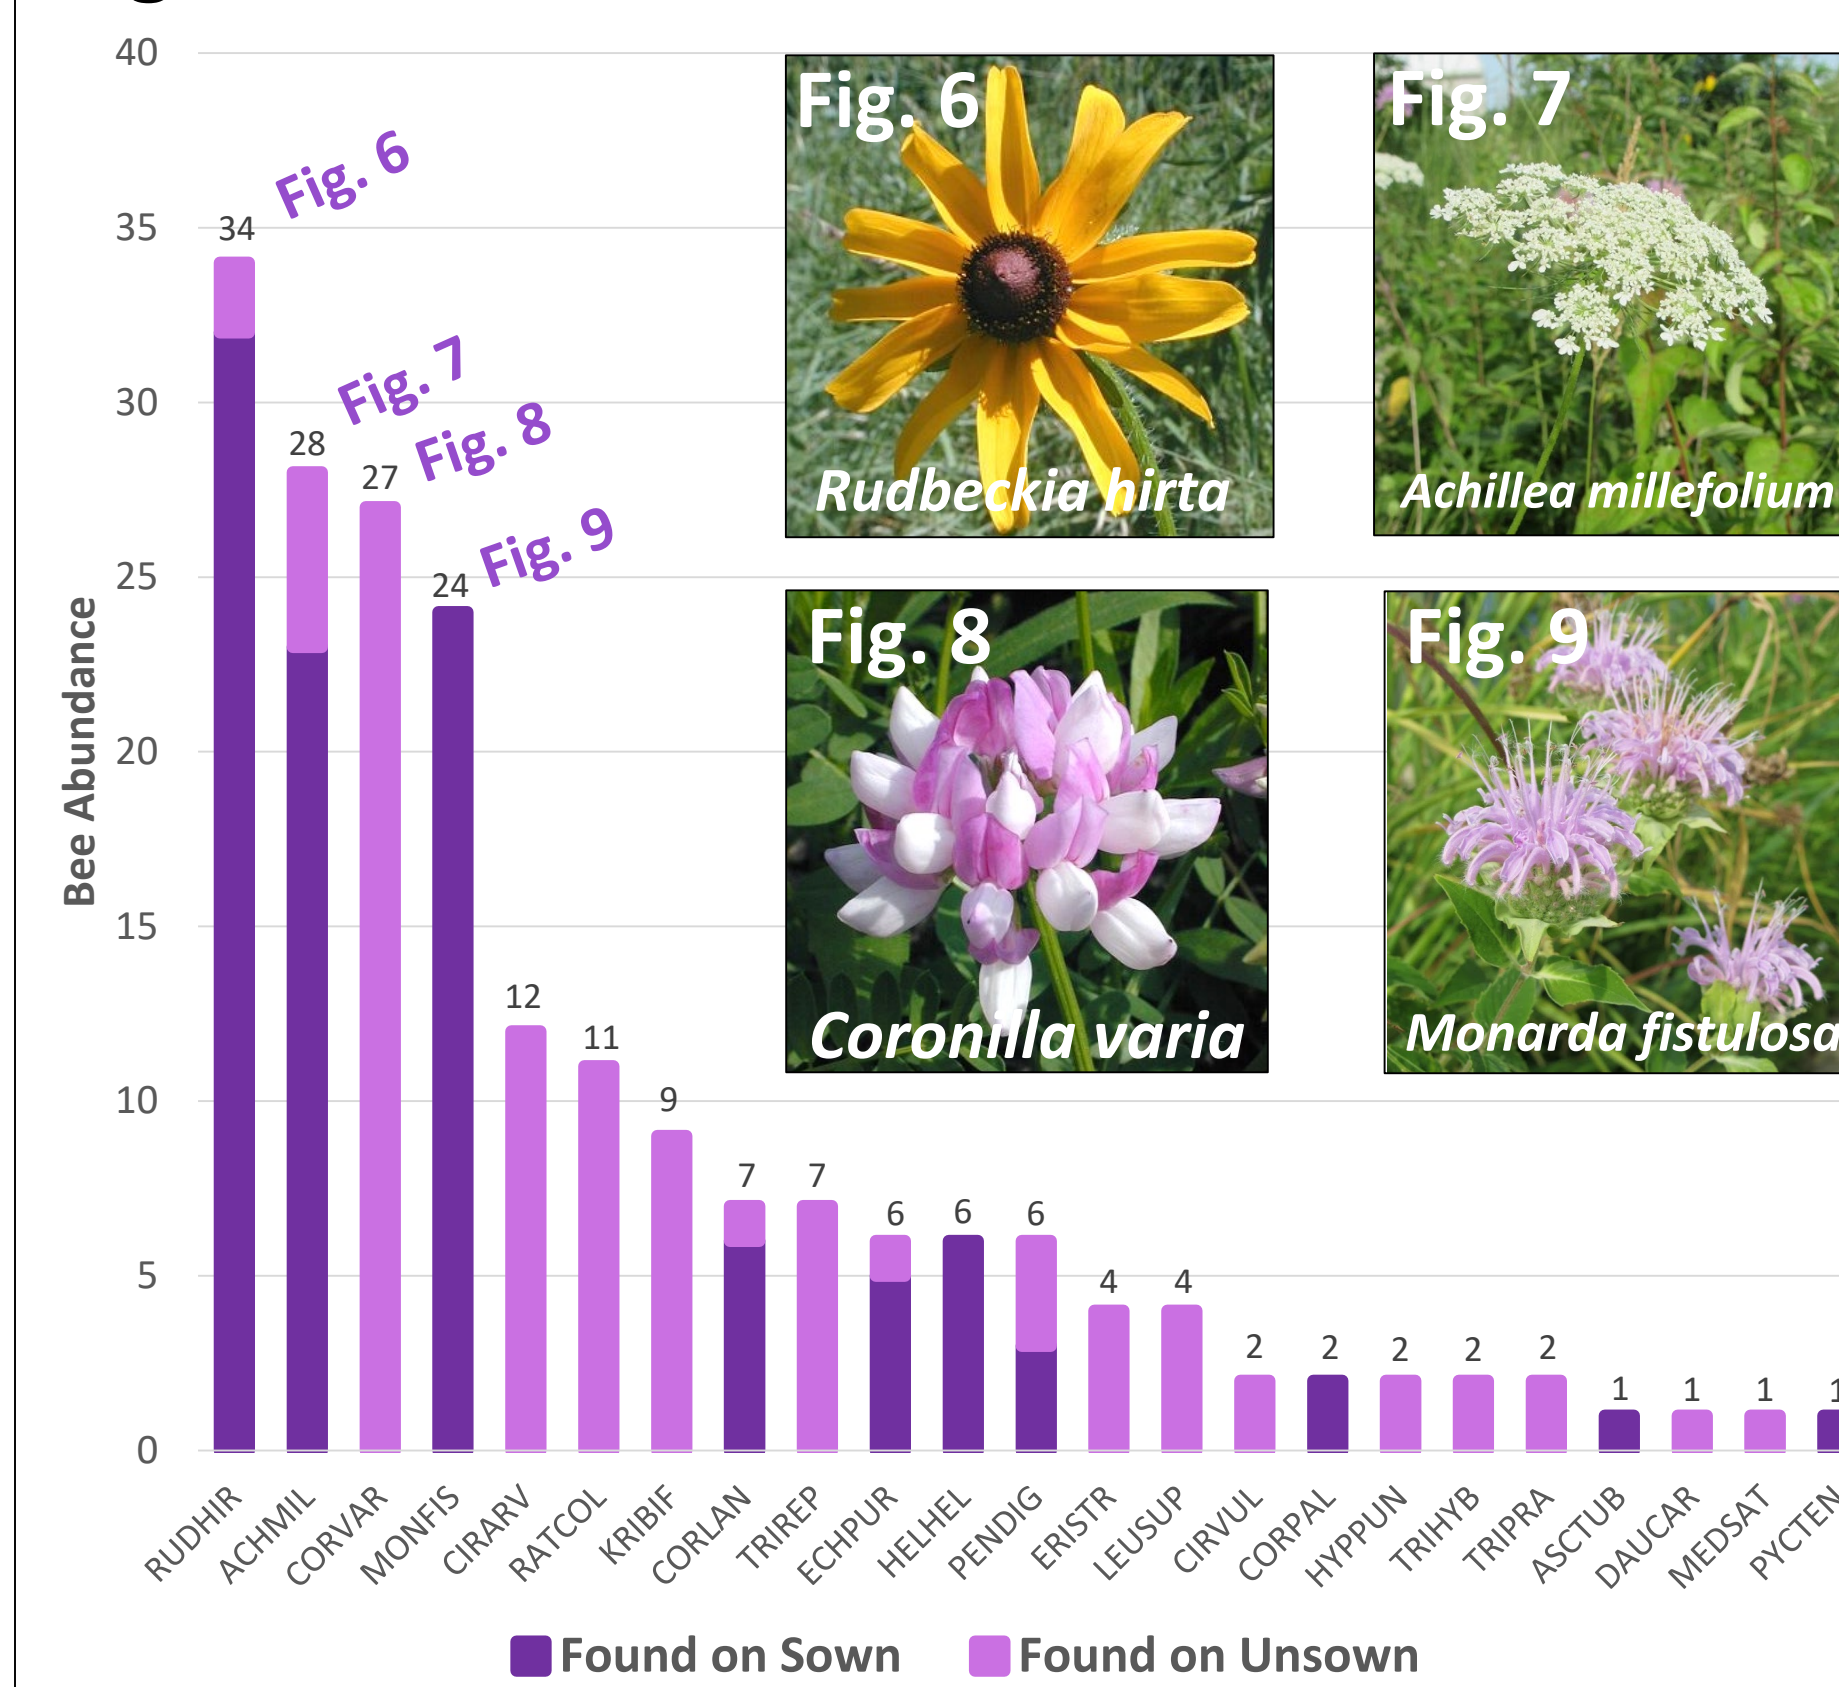 40
35
30
25
20
15
10
5
0
Bee Abundance
34
28
27
24
12
11
9
7
7
6
6
6
4
4
2
2
2
2
2
1
1
1
1
Fig. 6
Fig. 7
Fig. 8
Fig. 9
Fig. 6
Rudbeckia hirta
Fig. 7
Achillea millefolium
Fig. 8
Coronilla varia
Fig. 9
Monarda fistulosa
RUDHIR
ACHMIL
CORVAR
MONFIS
CIRARV
RATCOL
KRIBIF
CORLAN
TRIREP
ECHPUR
HELHEL
PENDIG
ERISTR
LEUSUP
CIRVUL
CORPAL
HYPPUN
TRIHYB
TRIPRA
ASCTUB
DAUCAR
MEDSAT
PYCTEN
Found on Sown
Found on Unsown